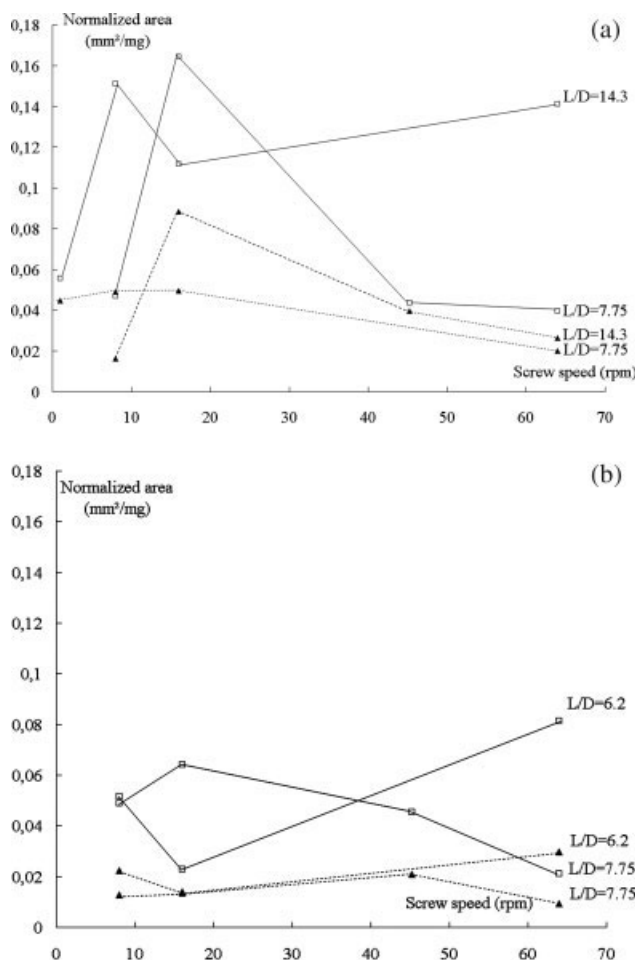 Normalized area
(mm²/mg)
(a)
0,18
0,16
0,14
0,12
0,1
0,08
0,06
0,04
0,02
0
L/D=14.3
L/D=7.75
L/D=14.3
L/D=7.75
Screw speed (rpm)
0 10 20 30 40 50 60 70
(b)
0,18
Normalized area
(mm²/mg)
0,16
0,14
0,12
0,1
0,08
0,06
0,04
0,02
0
L/D=6.2
L/D=6.2
L/D=7.75
L/D=7.75
Screw speed (rpm)
0 10 20 30 40 50 60 70